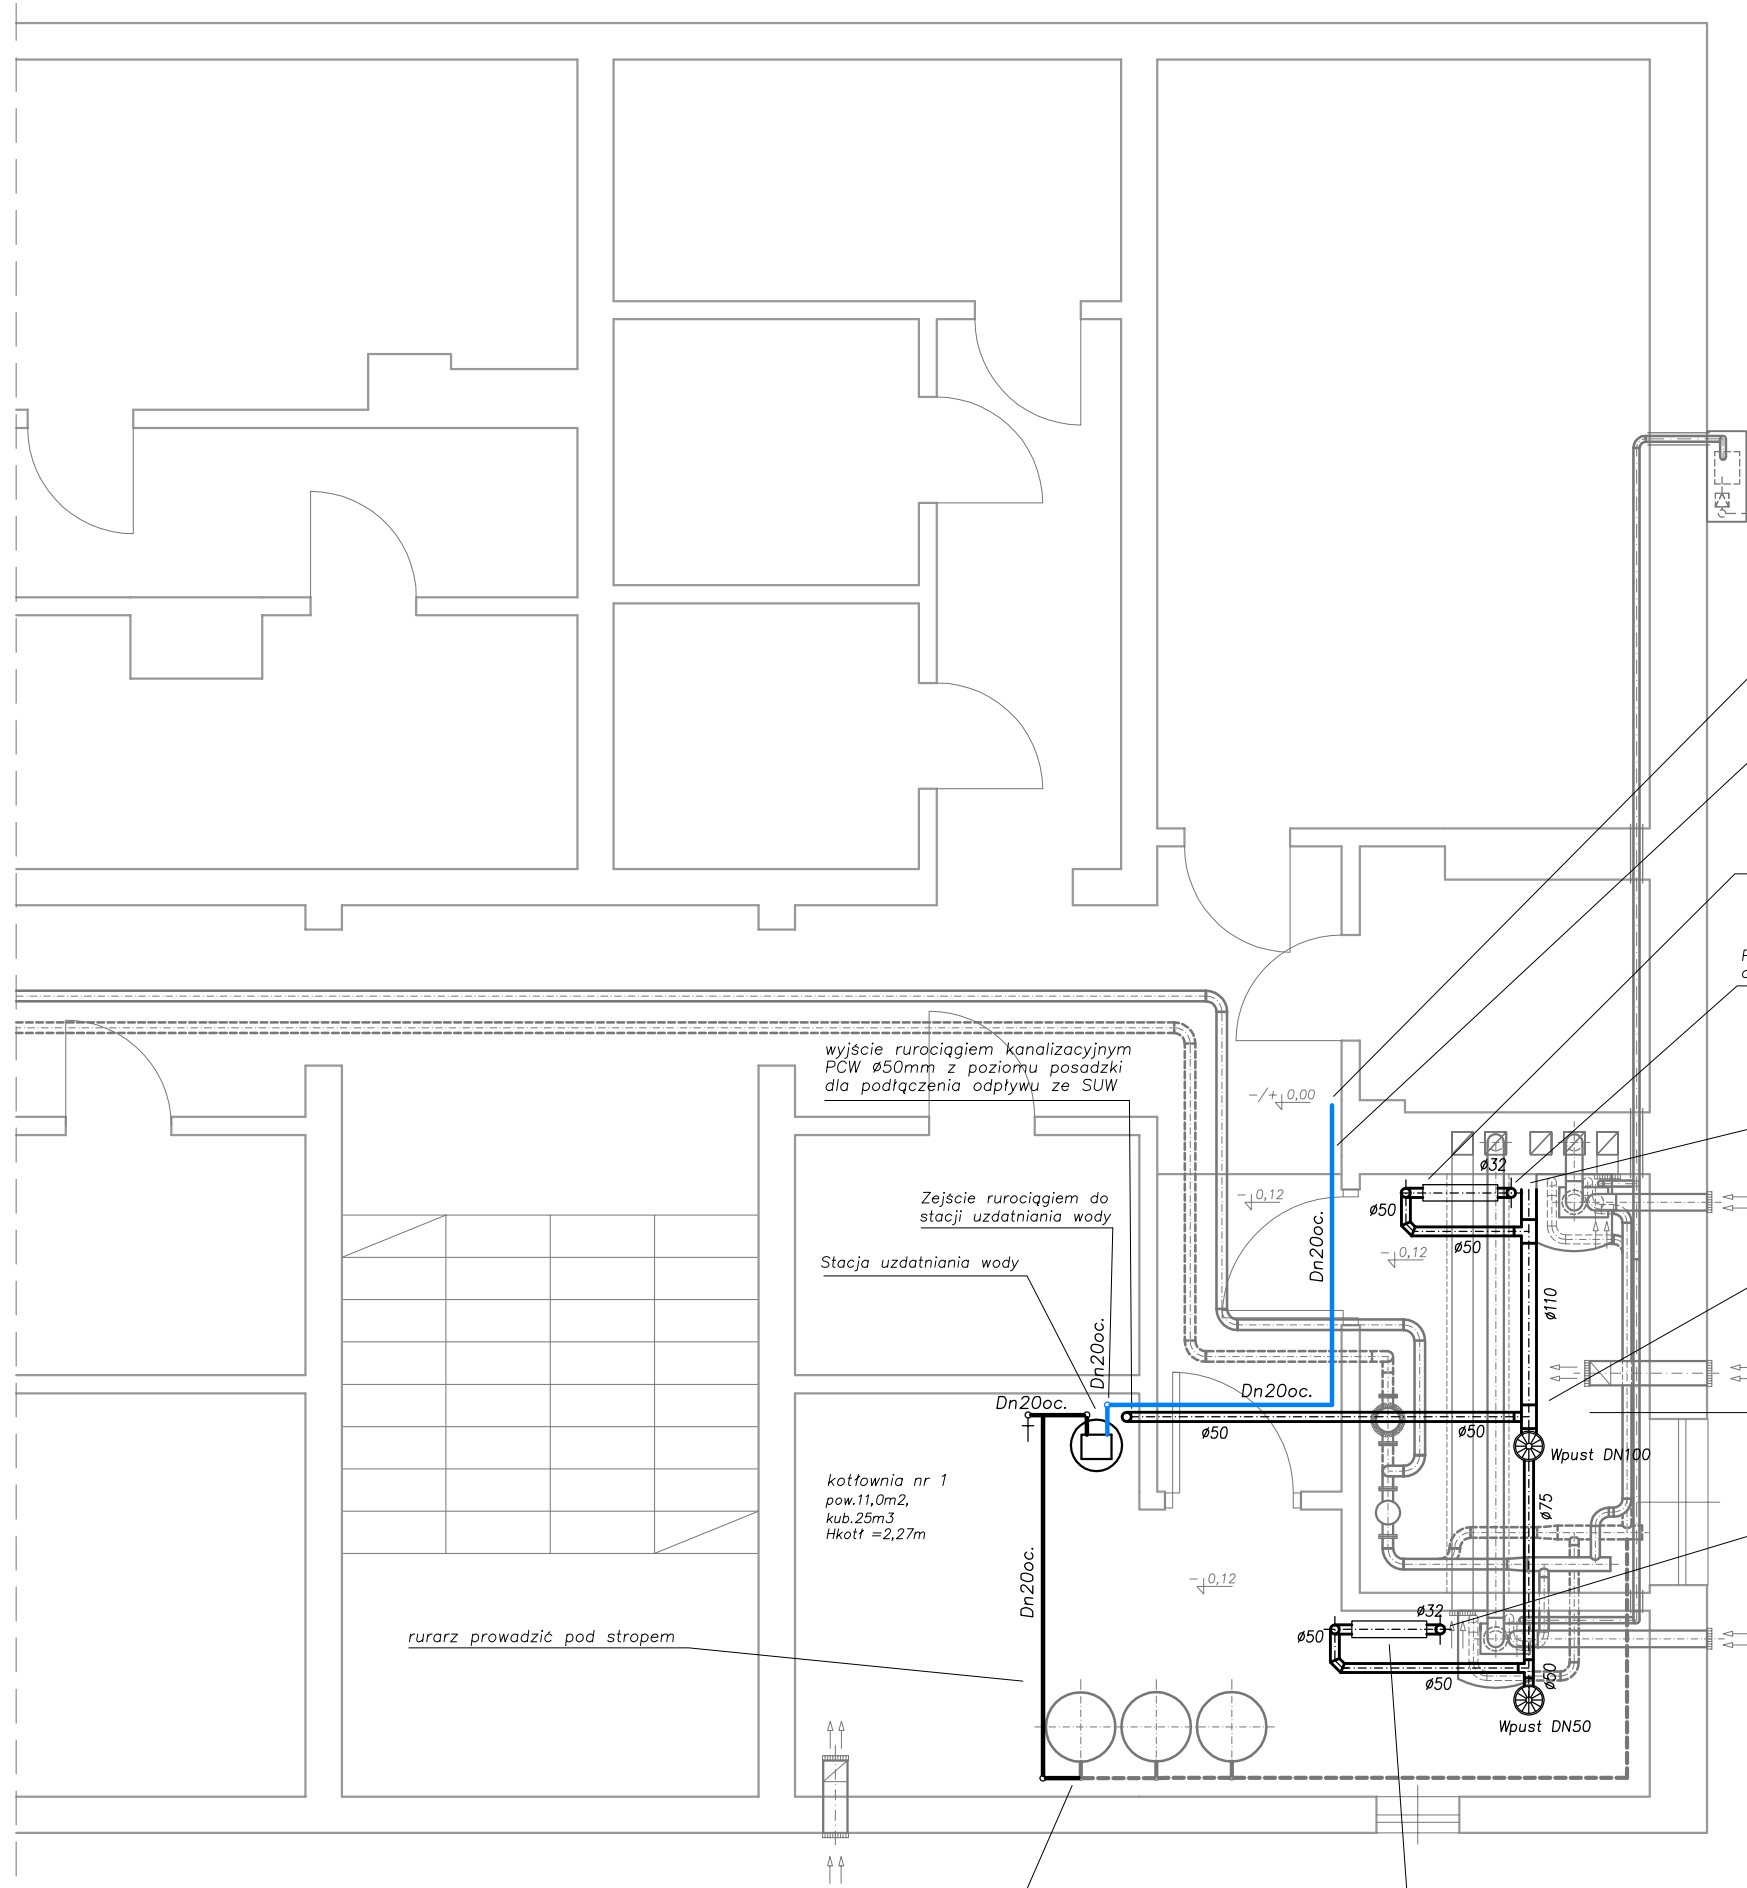 P
wyjście rurociągiem kanalizacyjnym
PCW ø50mm z poziomu posadzki
dla podłączenia odpływu ze SUW
-/+ 0,00
ø32
Zejście rurociągiem do
stacji uzdatniania wody
- 0,12
ø50
Dn20oc.
ø50
- 0,12
Stacja uzdatniania wody
ø110
Dn20oc.
Dn20oc.
Dn20oc.
ø50
ø50
Wpust DN100
kotłownia nr 1
pow.11,0m2,
kub.25m3
Hkotł =2,27m
ø75
Dn20oc.
- 0,12
ø32
rurarz prowadzić pod stropem
ø50
ø50
ø50
Wpust DN50